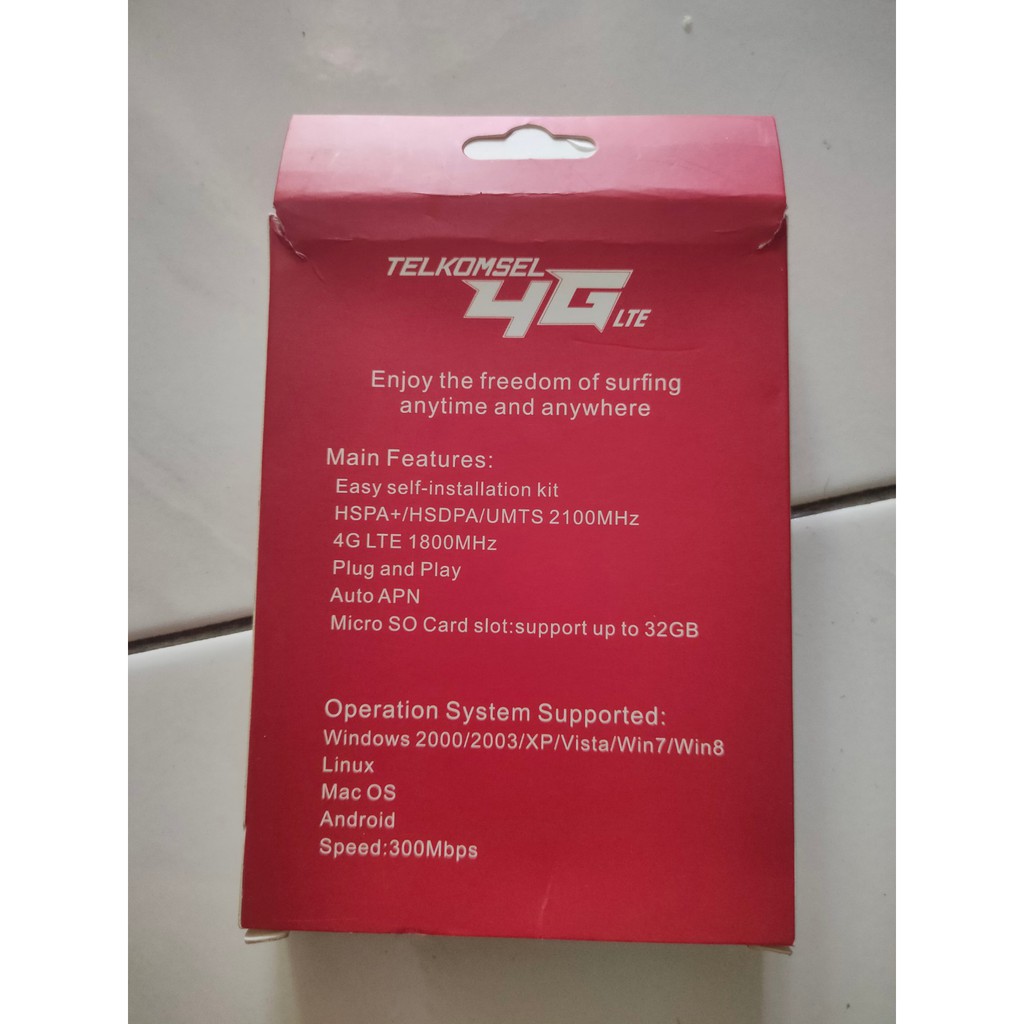 TELKOMSEL
4G LTE
Enjoy the freedom of surfing
anytime and anywhere
Main Features:
Easy self-installation kit
HSPA+/HSDPA/UMTS 2100MHz
4G LTE 1800MHz
Plug and Play
Auto APN
Micro SO Card slot:support up to 32GB
Operation System Supported:
Windows 2000/2003/XP/Vista/Win7/Win8
Linux
Mac OS
Android
Speed:300Mbps